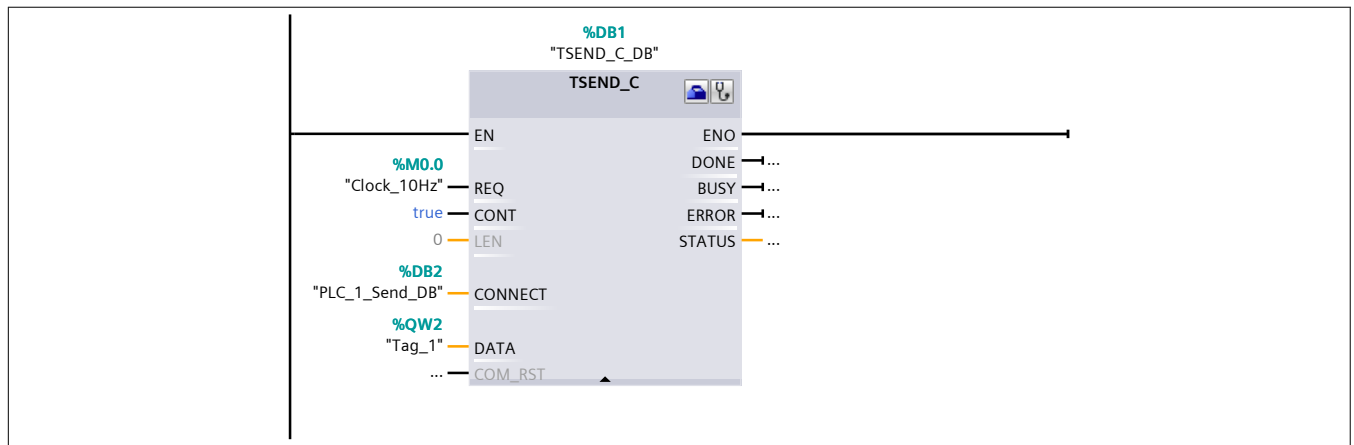 %DB1
"TSEND_C_DB"
TSEND_C
EN ENO
DONE ...
%M0.0
"Clock_10Hz" REQ BUSY ...
true CONT ERROR ...
0 LEN STATUS ...
%DB2
"PLC_1_Send_DB" CONNECT
%QW2
"Tag_1" DATA
... COM_RST